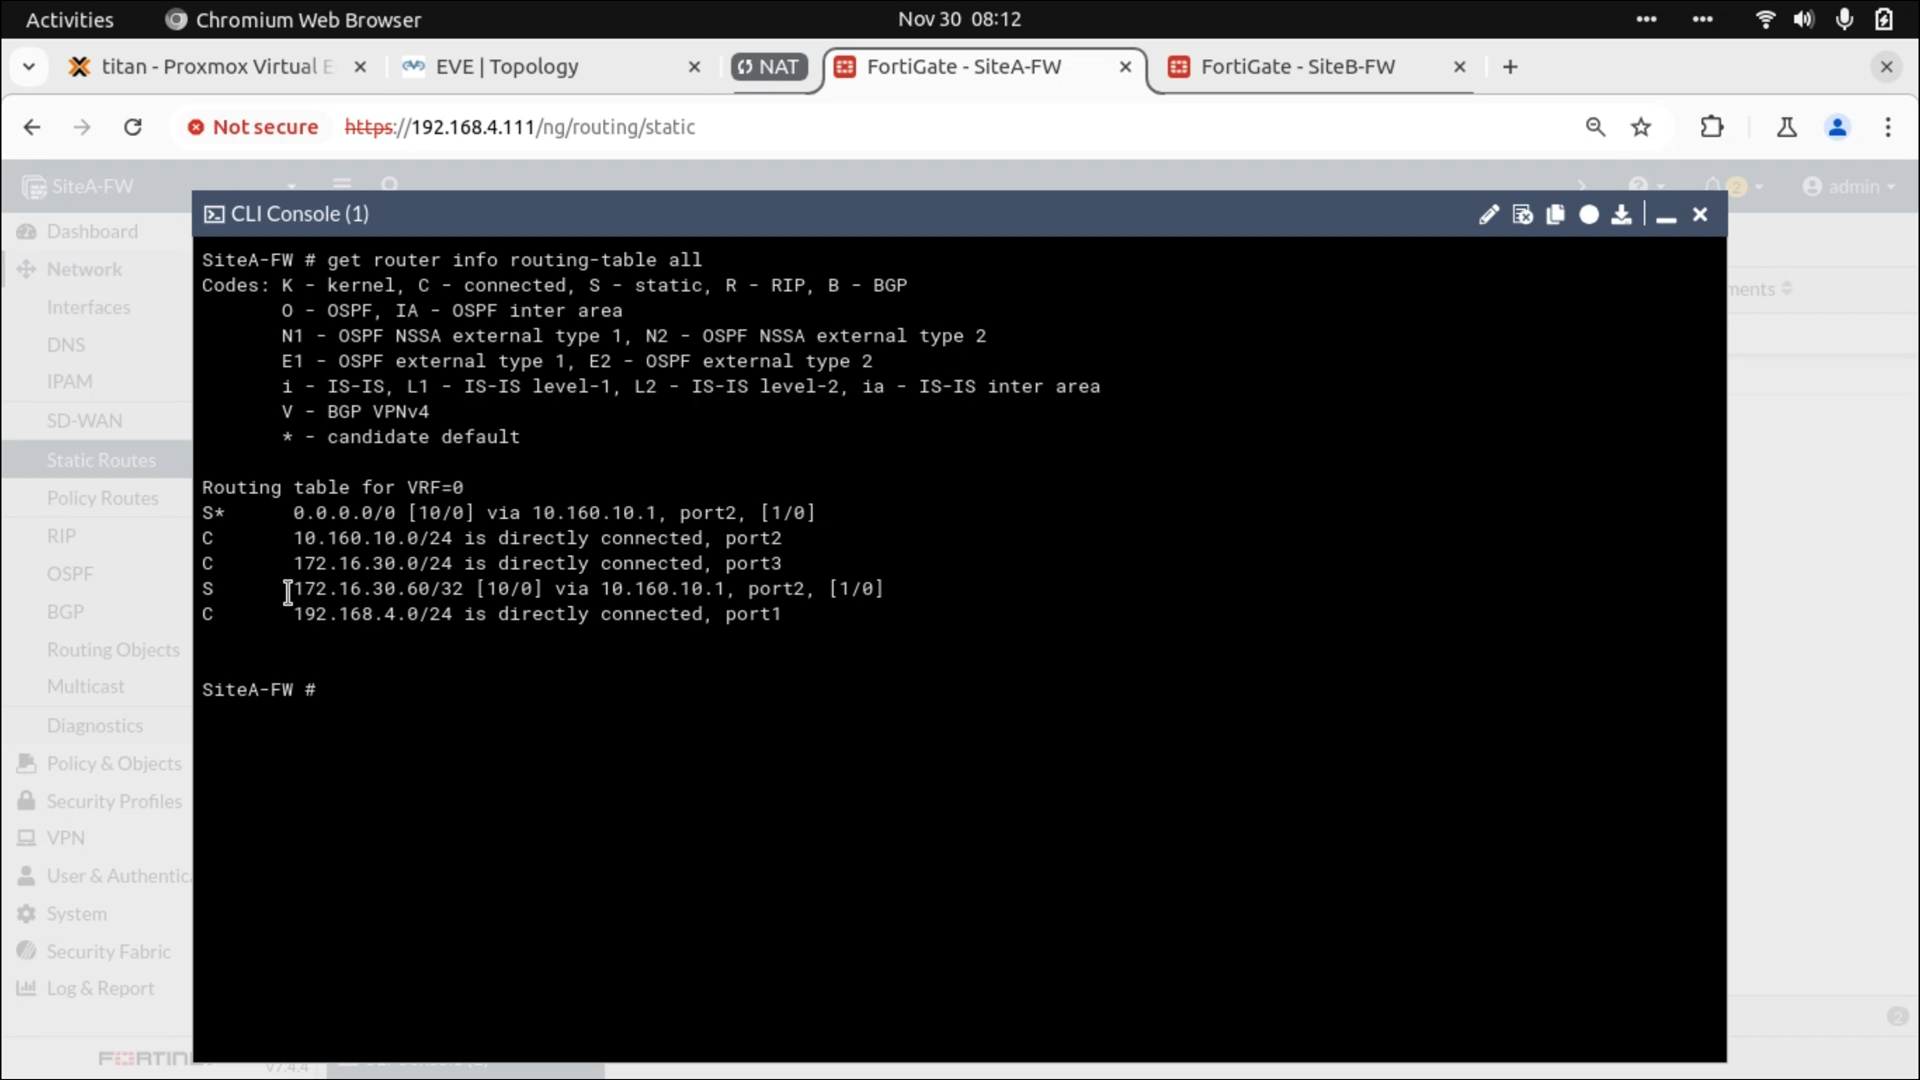 Activities
Chromium Web Browser
Nov 30 08:12
titan - Proxmox Virtual E
EVE | Topology
NAT
FortiGate - SiteA-FW
FortiGate - SiteB-FW
Not secure
https://192.168.4.111/ng/routing/static
SiteA-FW
2
admin
CLI Console (1)
Dashboard
Network
Interfaces
DNS
IPAM
SD-WAN
Static Routes
Policy Routes
RIP
OSPF
BGP
Routing Objects
Multicast
Diagnostics
Policy & Objects
Security Profiles
VPN
User & Authentica
System
Security Fabric
Log & Report
SiteA-FW # get router info routing-table all
Codes: K - kernel, C - connected, S - static, R - RIP, B - BGP
O - OSPF, IA - OSPF inter area
N1 - OSPF NSSA external type 1, N2 - OSPF NSSA external type 2
E1 - OSPF external type 1, E2 - OSPF external type 2
i - IS-IS, L1 - IS-IS level-1, L2 - IS-IS level-2, ia - IS-IS inter area
V - BGP VPNv4
* - candidate default
Routing table for VRF=0
S* 0.0.0.0/0 [10/0] via 10.160.10.1, port2, [1/0]
C 10.160.10.0/24 is directly connected, port2
C 172.16.30.0/24 is directly connected, port3
S 172.16.30.60/32 [10/0] via 10.160.10.1, port2, [1/0]
C 192.168.4.0/24 is directly connected, port1
SiteA-FW #
ments
2
v7.4.4